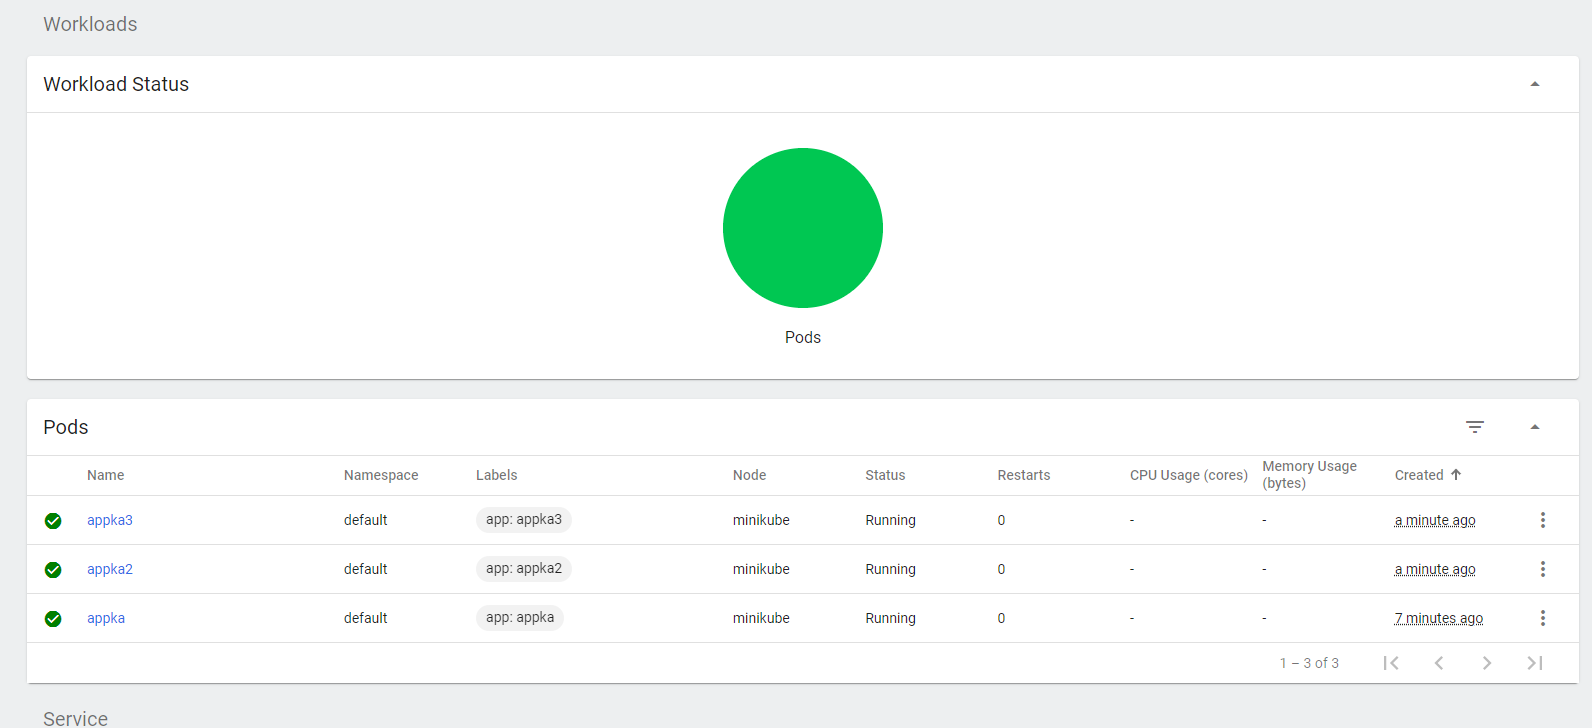 Workloads
Workload Status
Pods
Pods
Name Namespace Labels Node Status Restarts CPU Usage (cores) Memory Usage (bytes) Created
appka3 default app: appka3 minikube Running 0 - - a minute ago
appka2 default app: appka2 minikube Running 0 - - a minute ago
appka default app: appka minikube Running 0 - - 7 minutes ago
1 – 3 of 3
Service